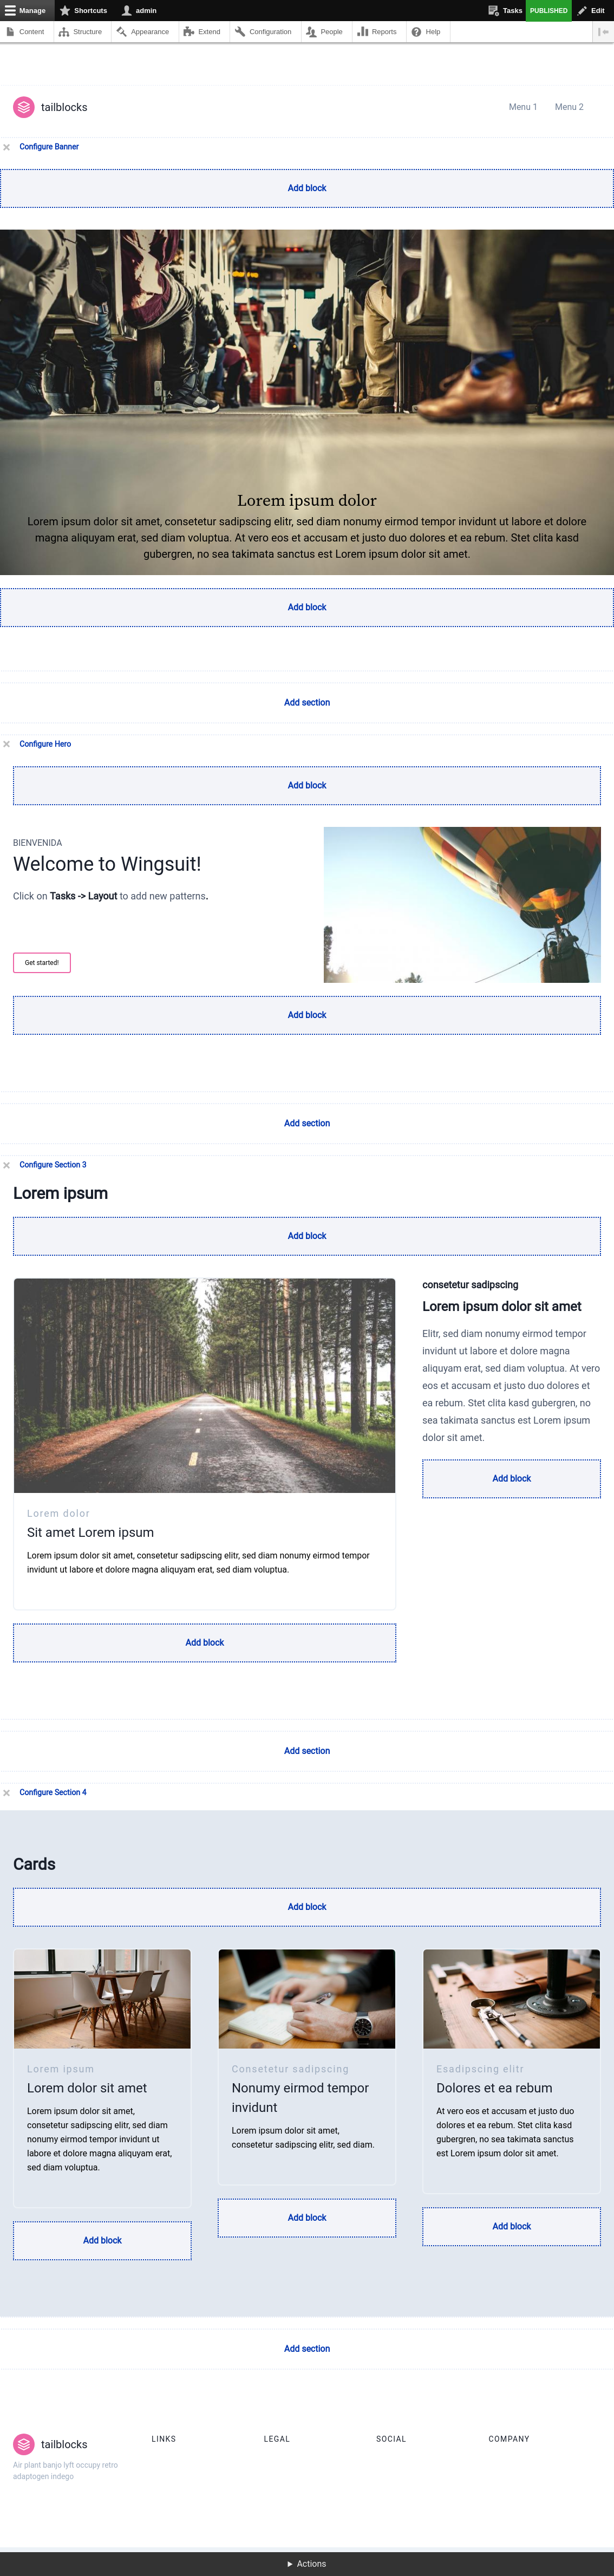 Manage Shortcuts admin Tasks PUBLISHED Edit
Content Structure Appearance Extend Configuration People Reports Help
tailblocks Menu 1 Menu 2
Configure Banner
Add block
Lorem ipsum dolor
Lorem ipsum dolor sit amet, consetetur sadipscing elitr, sed diam nonumy eirmod tempor invidunt ut labore et dolore
magna aliquyam erat, sed diam voluptua. At vero eos et accusam et justo duo dolores et ea rebum. Stet clita kasd
gubergren, no sea takimata sanctus est Lorem ipsum dolor sit amet.
Add block
Add section
Configure Hero
Add block
BIENVENIDA
Welcome to Wingsuit!
Click on Tasks -> Layout to add new patterns.
Get started!
Add block
Add section
Configure Section 3
Lorem ipsum
Add block
Lorem dolor
Sit amet Lorem ipsum
Lorem ipsum dolor sit amet, consetetur sadipscing elitr, sed diam nonumy eirmod tempor
invidunt ut labore et dolore magna aliquyam erat, sed diam voluptua.
Add block
consetetur sadipscing
Lorem ipsum dolor sit amet
Elitr, sed diam nonumy eirmod tempor
invidunt ut labore et dolore magna
aliquyam erat, sed diam voluptua. At vero
eos et accusam et justo duo dolores et
ea rebum. Stet clita kasd gubergren, no
sea takimata sanctus est Lorem ipsum
dolor sit amet.
Add block
Add section
Configure Section 4
Cards
Add block
Lorem ipsum
Lorem dolor sit amet
Lorem ipsum dolor sit amet,
consetetur sadipscing elitr, sed diam
nonumy eirmod tempor invidunt ut
labore et dolore magna aliquyam erat,
sed diam voluptua.
Add block
Consetetur sadipscing
Nonumy eirmod tempor
invidunt
Lorem ipsum dolor sit amet,
consetetur sadipscing elitr, sed diam.
Add block
Esadipscing elitr
Dolores et ea rebum
At vero eos et accusam et justo duo
dolores et ea rebum. Stet clita kasd
gubergren, no sea takimata sanctus
est Lorem ipsum dolor sit amet.
Add block
Add section
tailblocks
Air plant banjo lyft occupy retro
adaptogen indego
LINKS LEGAL SOCIAL COMPANY
Actions